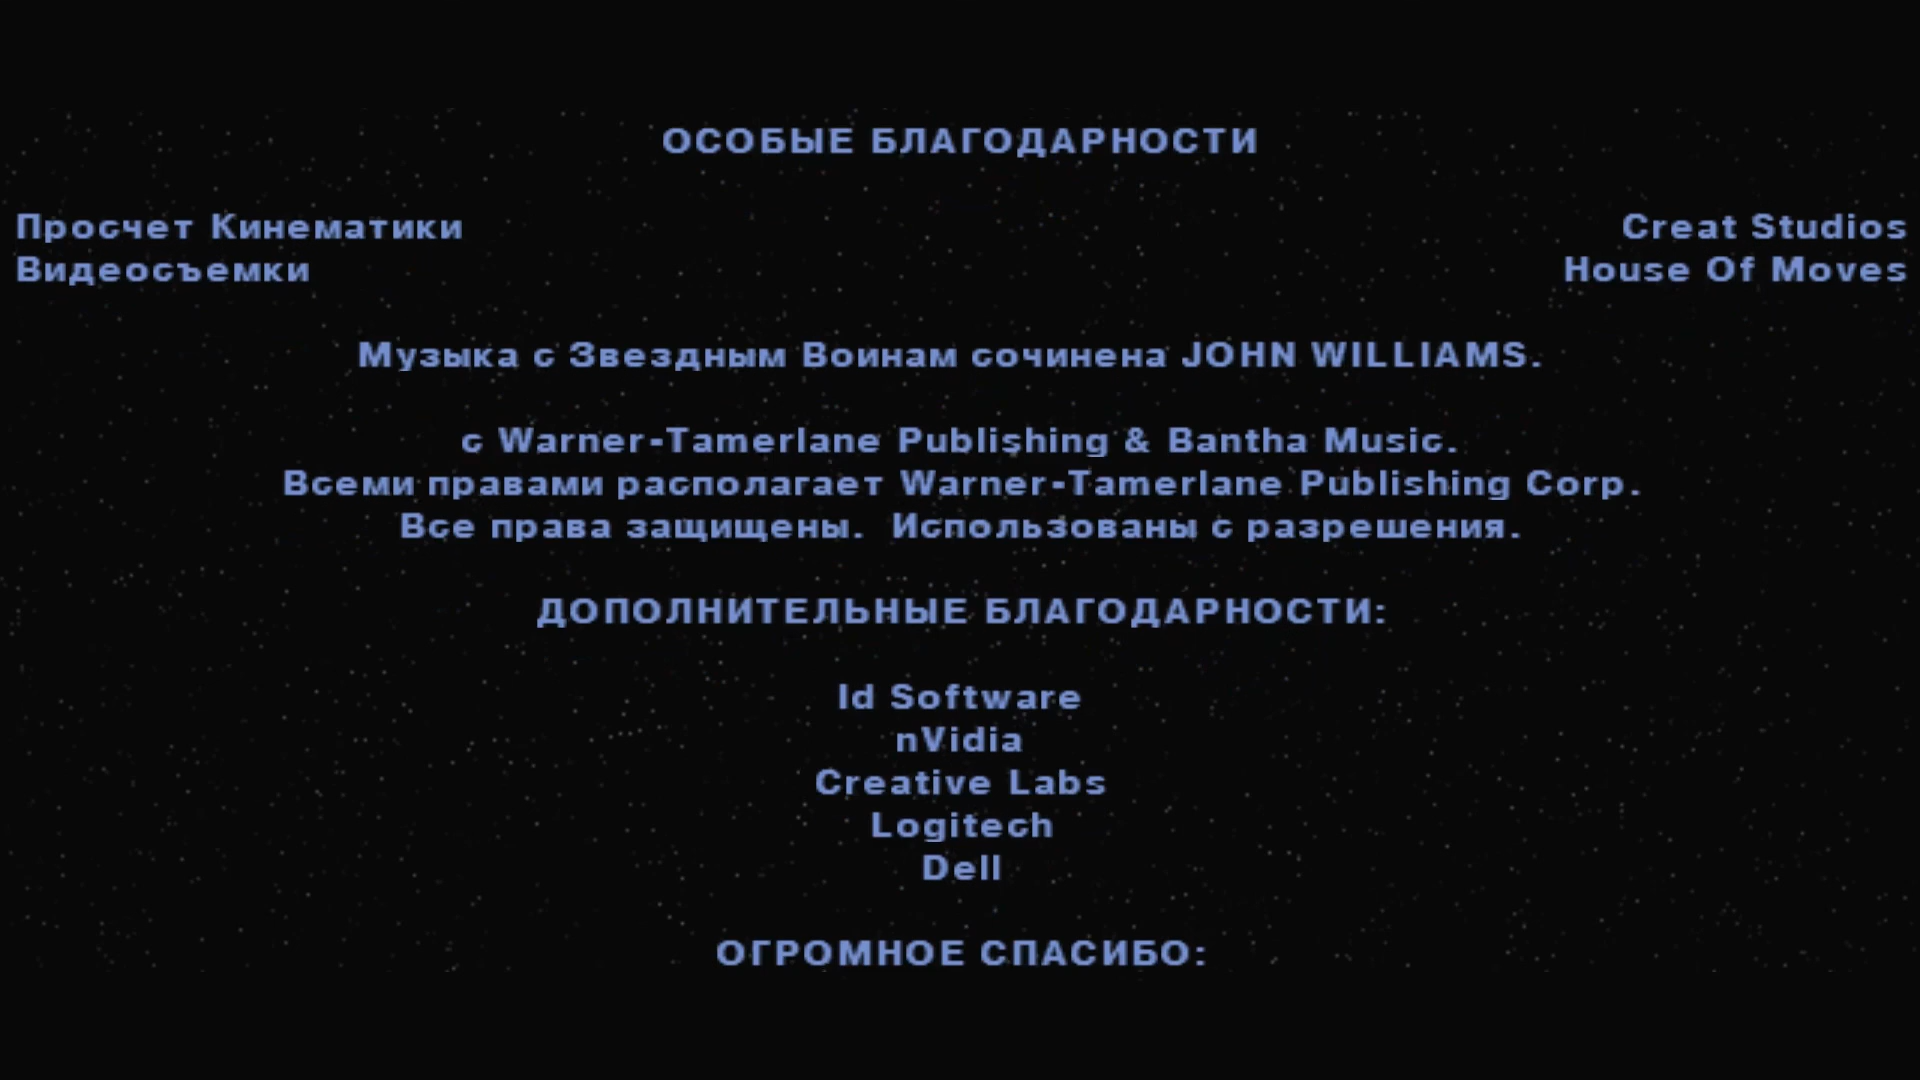 ОСОБЫЕ БЛАГОДАРНОСТИ
Просчет Кинематики Creat Studios
Видеосъемки House Of Moves
Музыка с Звездным Воинам сочинена JOHN WILLIAMS.
с Warner-Tamerlane Publishing & Bantha Music.
Всеми правами располагает Warner-Tamerlane Publishing Corp.
Все права защищены. Использованы с разрешения.
ДОПОЛНИТЕЛЬНЫЕ БЛАГОДАРНОСТИ:
Id Software
nVidia
Creative Labs
Logitech
Dell
ОГРОМНОЕ СПАСИБО: